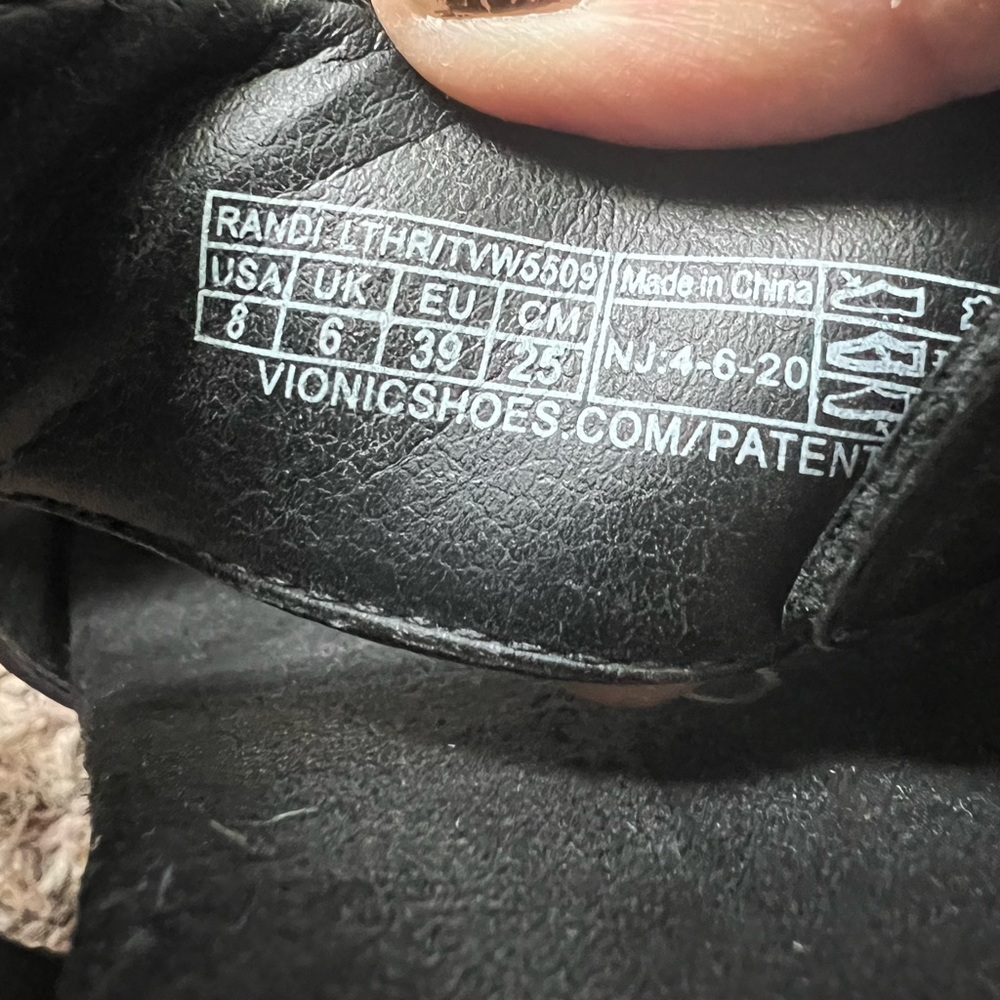 RANDI LTHR/TVW5509
USA UK EU CM
8 6 39 25
Made in China
NJ:4-6-20
VIONICSHOES.COM/PATENT